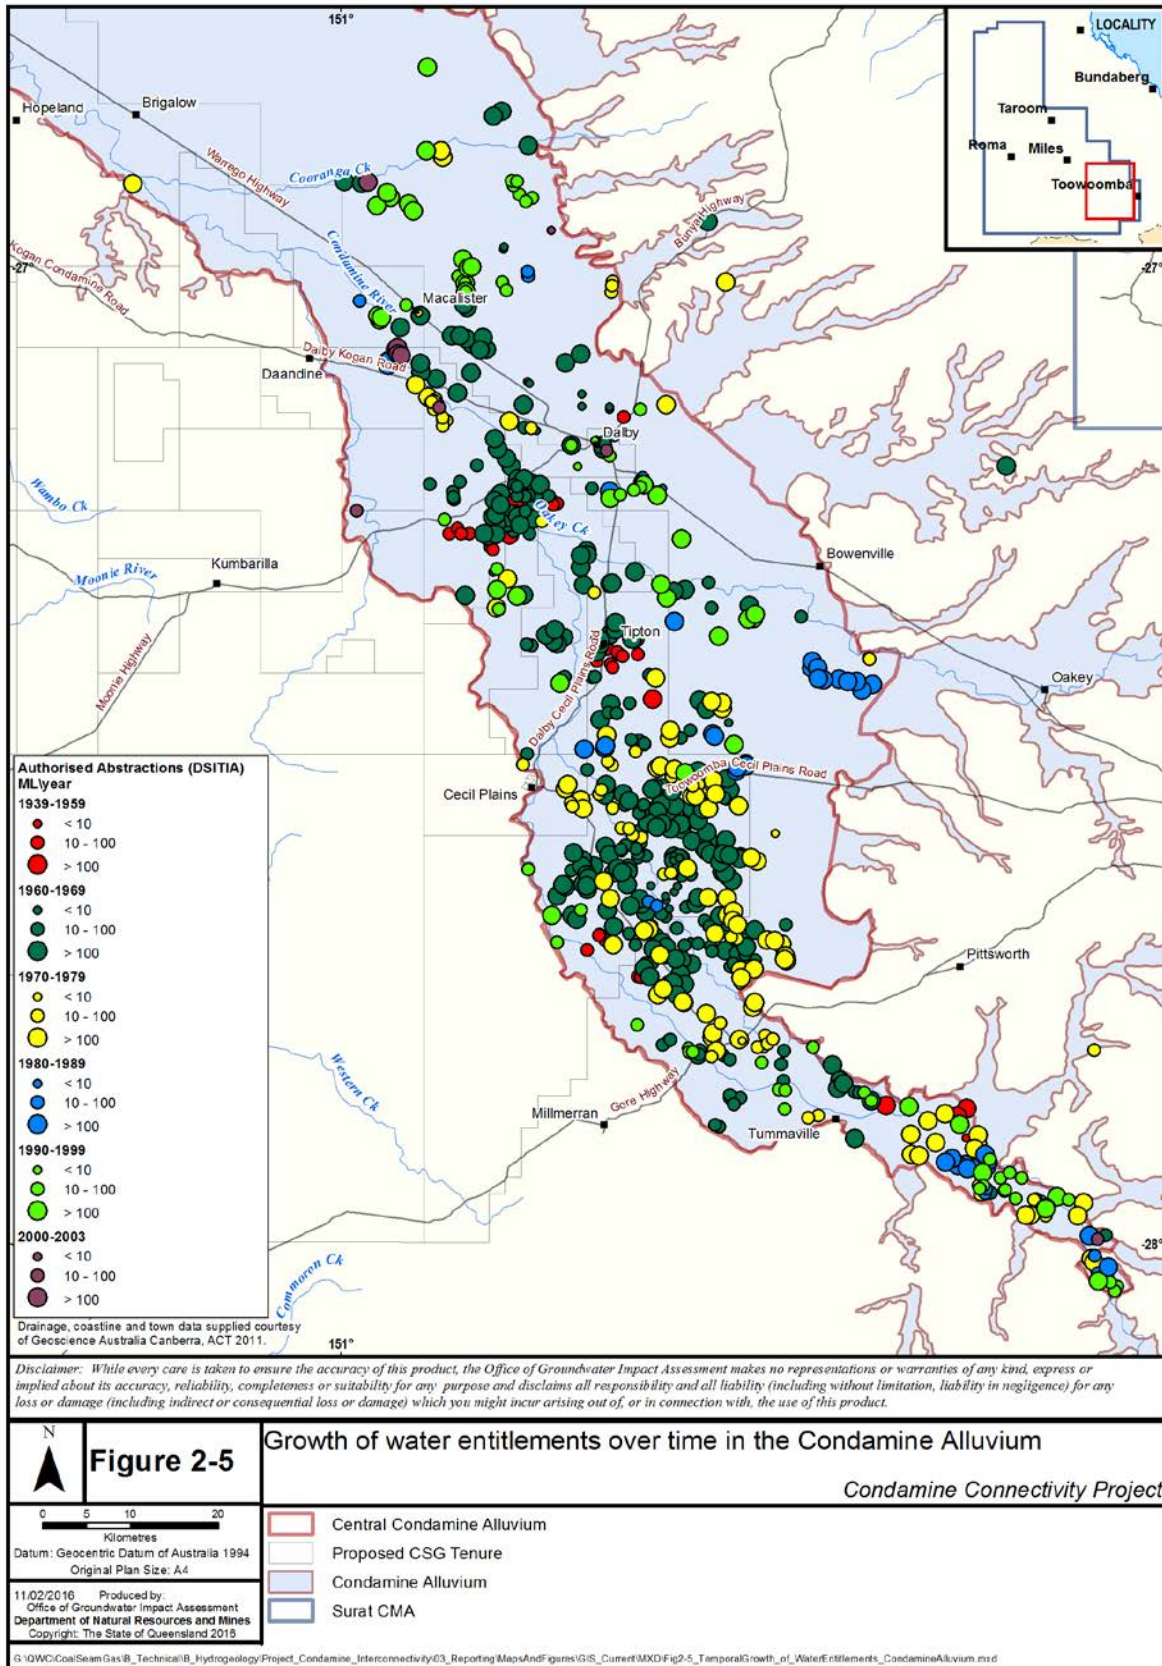 151°
LOCALITY
Bundaberg
Taroom
Roma
Miles
Toowoomba
Hopeland
Brigalow
Warrego Highway
Cooranga Ck
Bunya Highway
-27°
-27°
Kogan Condamine Road
Condamine River
Macalister
Dalby Kogan Road
Daandine
Dalby
Wambo Ck
Oakey Ck
Bowenville
Kumbarilla
Moonie River
Tipton
Moonie Highway
Dalby Cecil Plains Road
Oakey
Toowoomba Cecil Plains Road
Cecil Plains
Pittsworth
Western Ck
Gore Highway
Millmerran
Tummaville
-28°
Commoron Ck
151°
Authorised Abstractions (DSITIA)
ML\year
1939-1959
< 10
10 - 100
> 100
1960-1969
< 10
10 - 100
> 100
1970-1979
< 10
10 - 100
> 100
1980-1989
< 10
10 - 100
> 100
1990-1999
< 10
10 - 100
> 100
2000-2003
< 10
10 - 100
> 100
Drainage, coastline and town data supplied courtesy
of Geoscience Australia Canberra, ACT 2011.
Disclaimer: While every care is taken to ensure the accuracy of this product, the Office of Groundwater Impact Assessment makes no representations or warranties of any kind, express or
implied about its accuracy, reliability, completeness or suitability for any purpose and disclaims all responsibility and all liability (including without limitation, liability in negligence) for any
loss or damage (including indirect or consequential loss or damage) which you might incur arising out of, or in connection with, the use of this product.
N
Figure 2-5
Growth of water entitlements over time in the Condamine Alluvium
Condamine Connectivity Project
0 5 10 20
Kilometres
Datum: Geocentric Datum of Australia 1994
Original Plan Size: A4
11/02/2016 Produced by:
Office of Groundwater Impact Assessment
Department of Natural Resources and Mines
Copyright: The State of Queensland 2016
Central Condamine Alluvium
Proposed CSG Tenure
Condamine Alluvium
Surat CMA
G:\QWC\CoalSeamGas\B_Technical\B_Hydrogeology\Project_Condamine_Interconnectivity\03_Reporting\MapsAndFigures\GIS_Current\MXD\Fig2-5_TemporalGrowth_of_WaterEntitlements_CondamineAlluvium.mxd